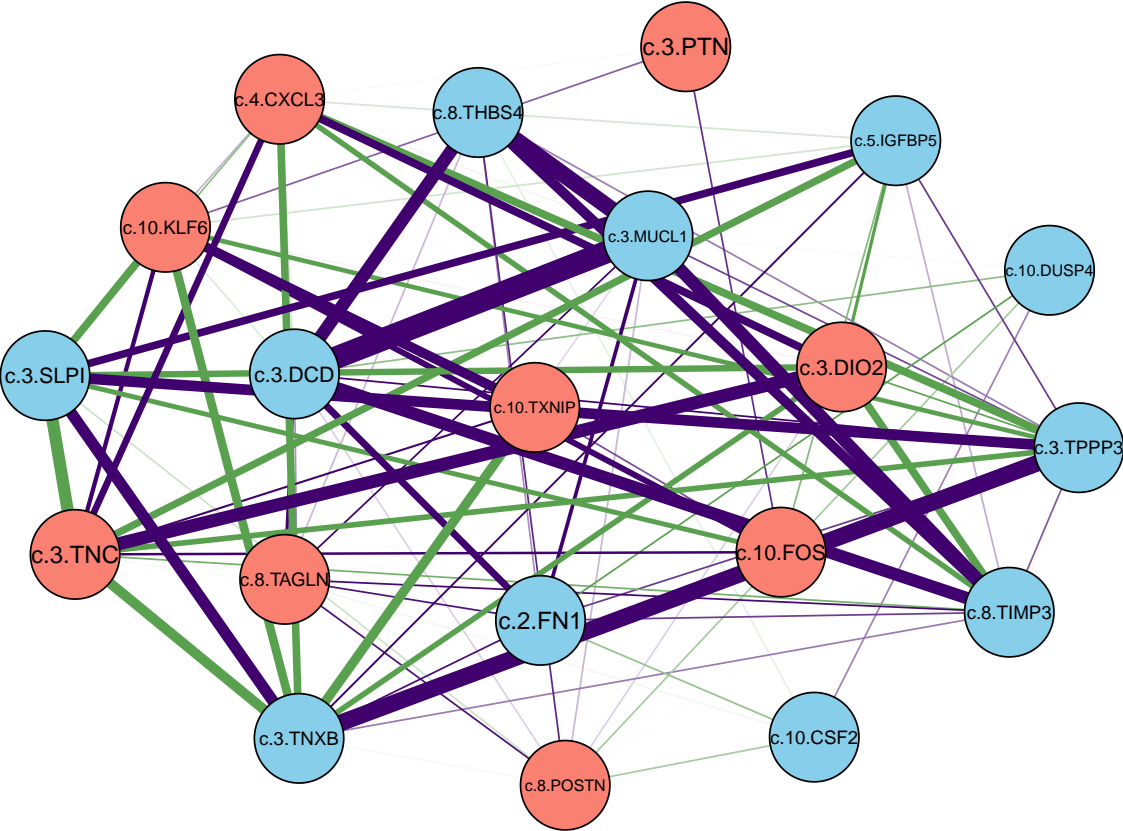 c.3.PTN
c.4.CXCL3
c.8.THBS4
c.5.IGFBP5
c.10.KLF6
c.3.MUCL1
c.10.DUSP4
c.3.SLPI
c.3.DCD
c.3.DIO2
c.10.TXNIP
c.3.TPPP3
c.3.TNC
c.10.FOS
c.8.TAGLN
c.2.FN1
c.8.TIMP3
c.3.TNXB
c.10.CSF2
c.8.POSTN